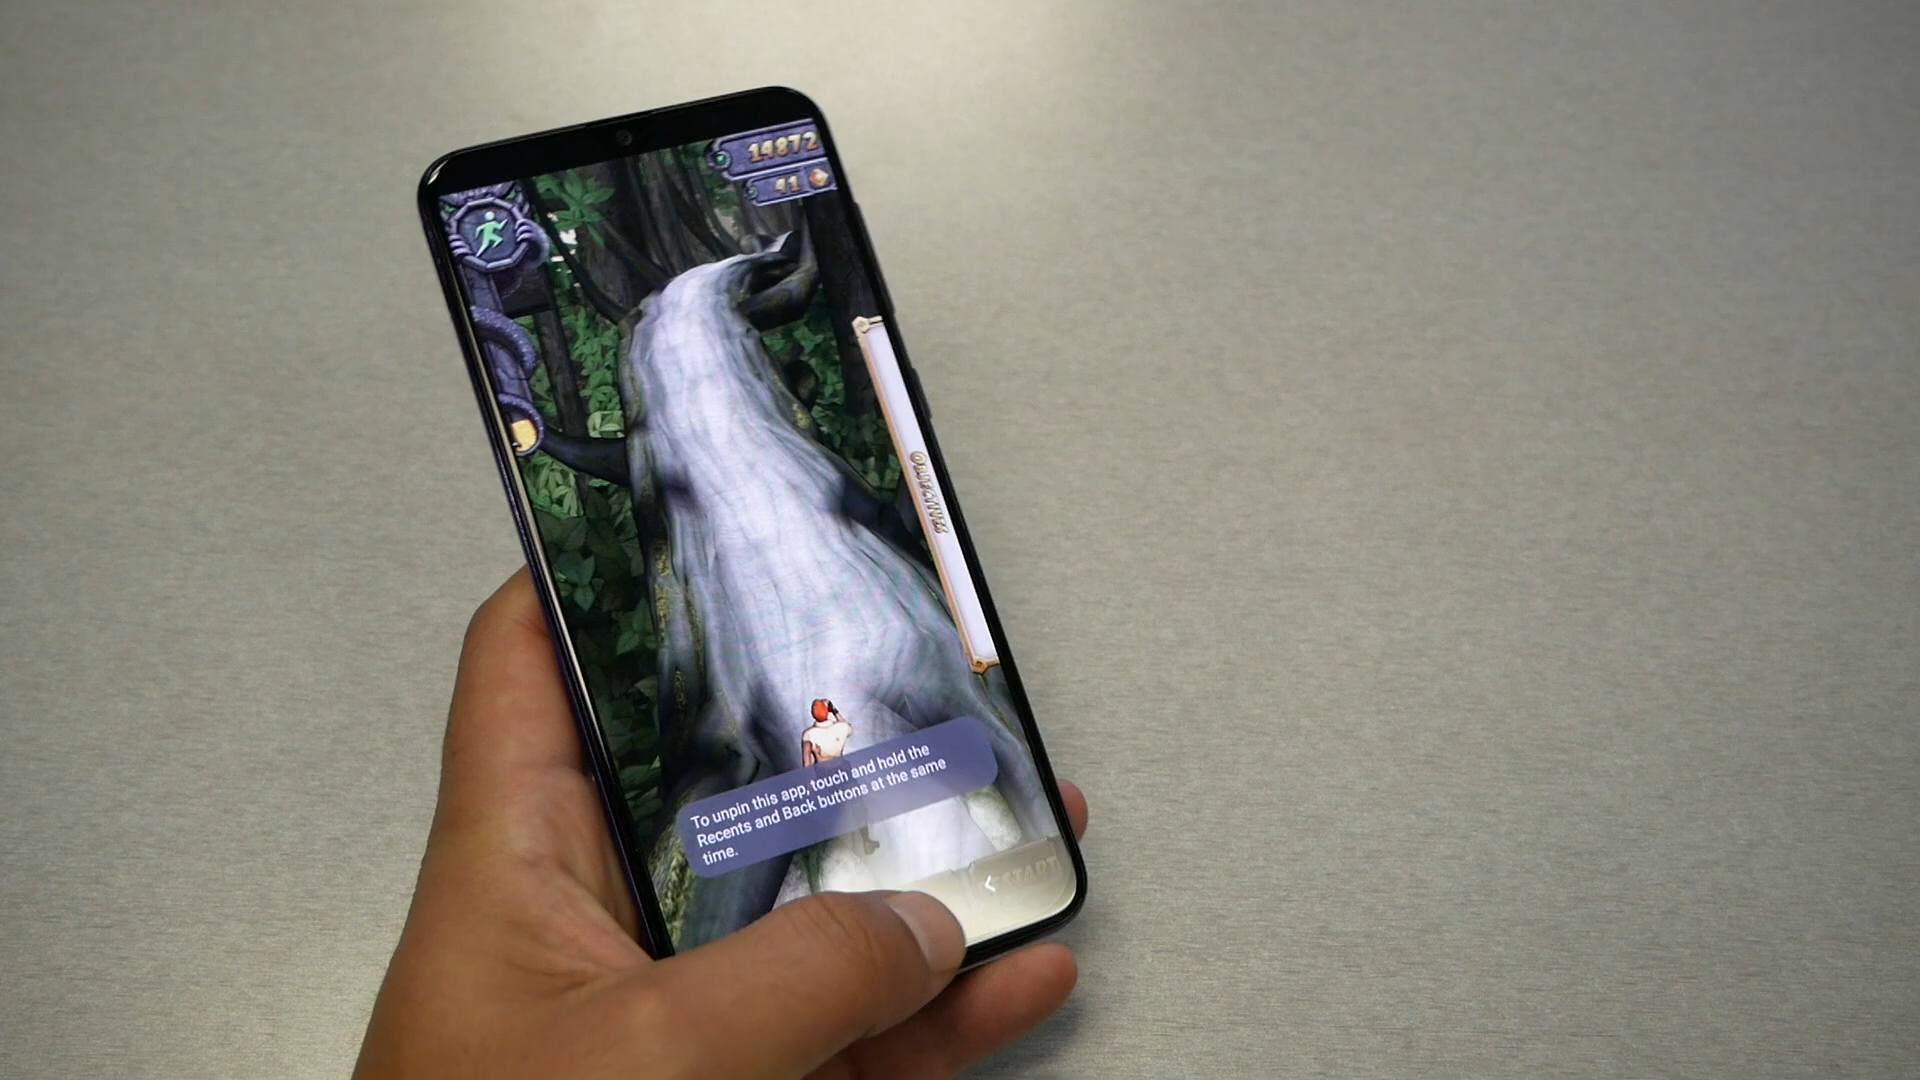 14872
41
OBJECTIVES
To unpin this app, touch and hold the
Recents and Back buttons at the same
time.
START